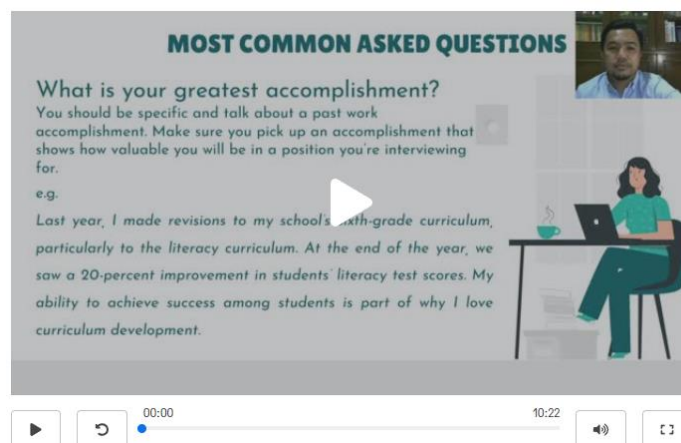 MOST COMMON ASKED QUESTIONS
What is your greatest accomplishment?
You should be specific and talk about a past work
accomplishment. Make sure you pick up an accomplishment that
shows how valuable you will be in a position you're interviewing
for.
e.g.
Last year, I made revisions to my school's sixth-grade curriculum,
particularly to the literacy curriculum. At the end of the year, we
saw a 20-percent improvement in students' literacy test scores. My
ability to achieve success among students is part of why I love
curriculum development.
00:00
10:22